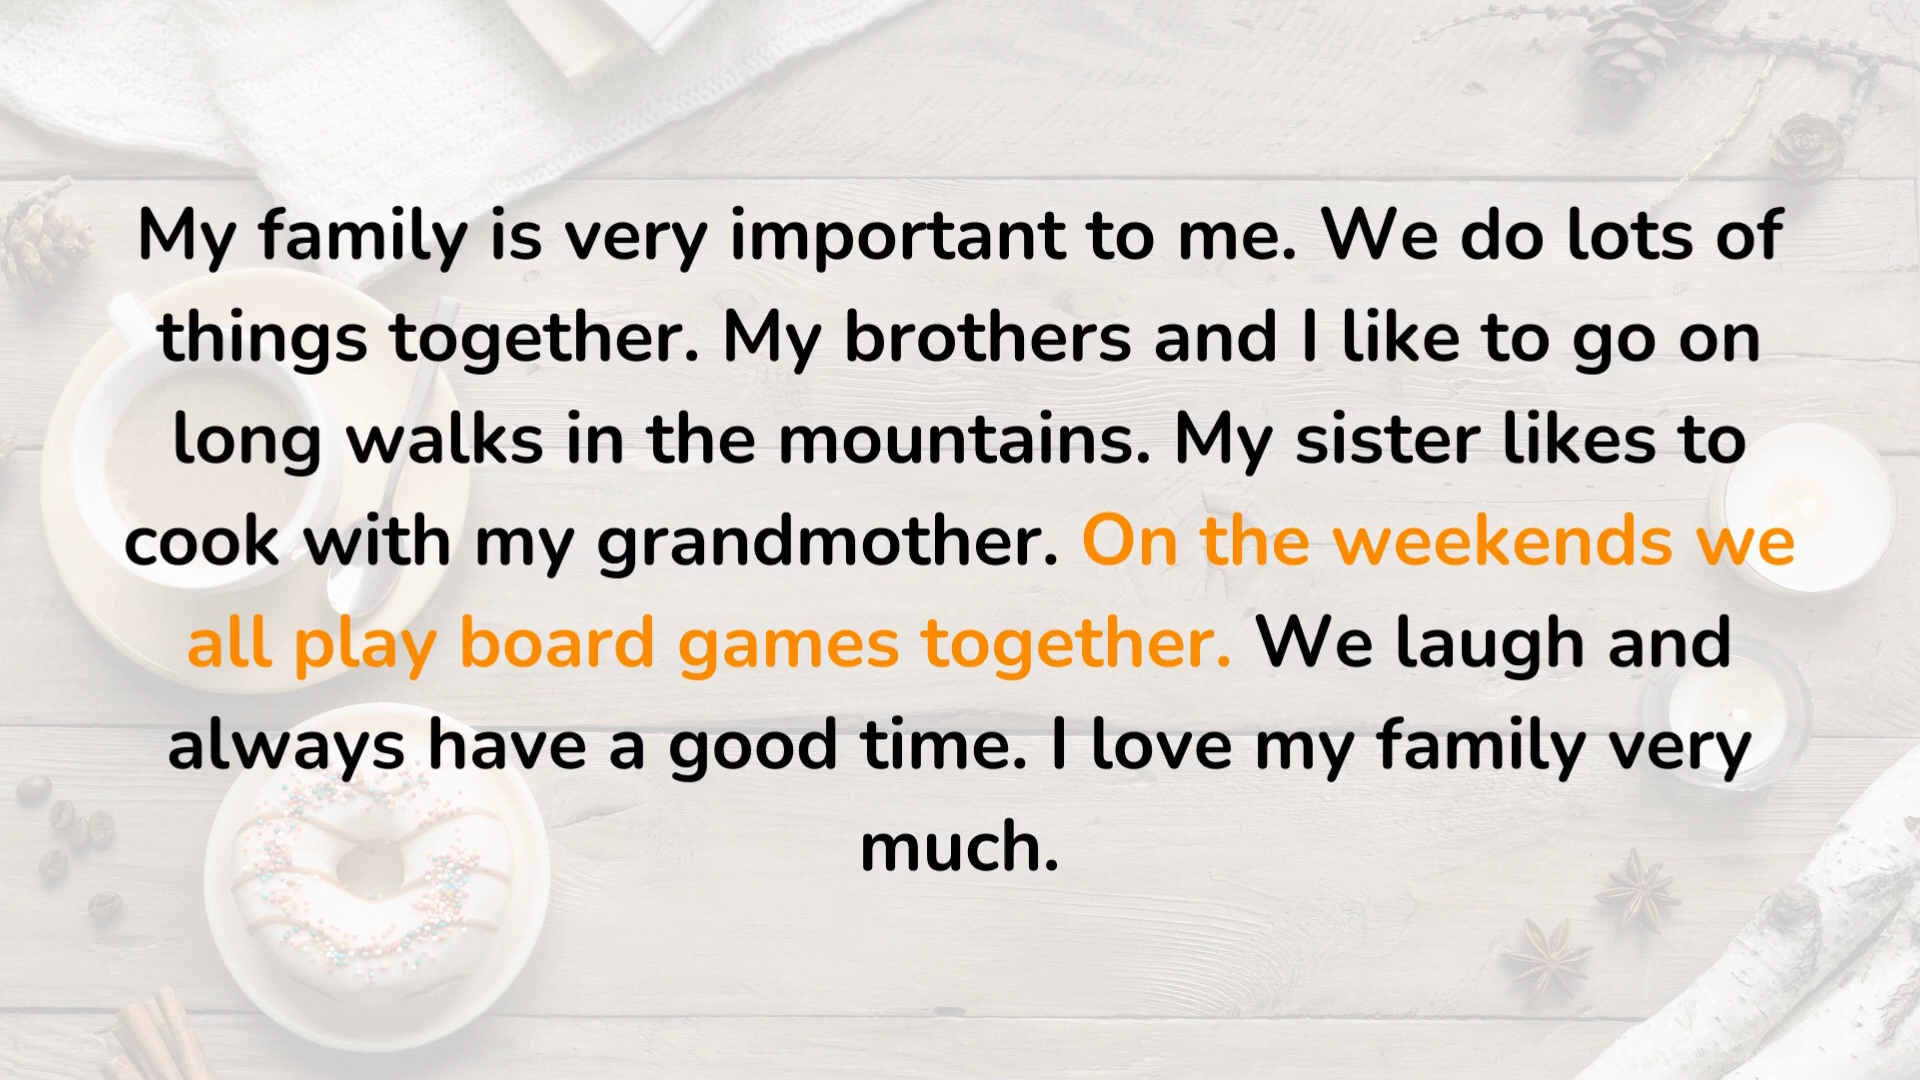 My family is very important to me. We do lots of
things together. My brothers and I like to go on
long walks in the mountains. My sister likes to
cook with my grandmother. On the weekends we
all play board games together. We laugh and
always have a good time. I love my family very
much.